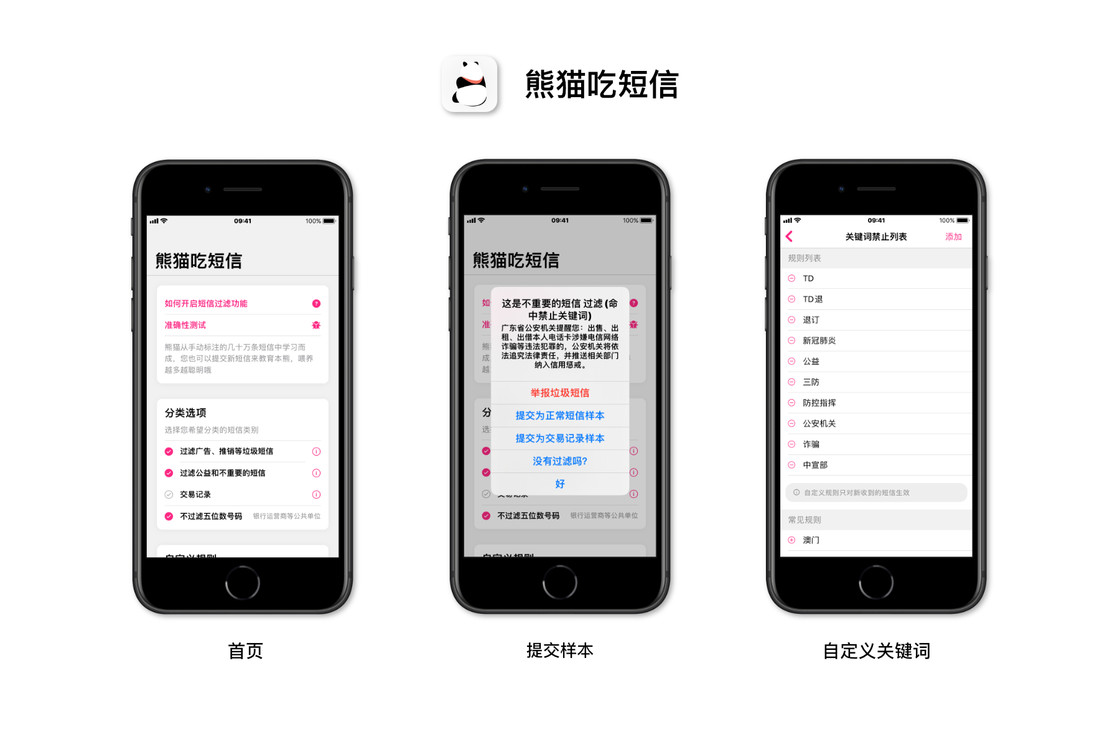 熊猫吃短信
09:41
100%
熊猫吃短信
如何开启短信过滤功能
准确性测试
熊猫从手动标注的几十万条短信中学习而
成，您也可以提交新短信来教育本熊，喂养
越多越聪明哦
分类选项
选择您希望分类的短信类别
过滤广告、推销等垃圾短信
过滤公益和不重要的短信
交易记录
不过滤五位数号码 银行运营商等公共单位
自定义规则
首页
09:41
100%
熊猫吃短信
如
准
熊
成
越
这是不重要的短信 过滤 (命
中禁止关键词)
广东省公安机关提醒您：出售、出
租、出借本人电话卡涉嫌电信网络
诈骗等违法犯罪的，公安机关将依
法追究法律责任，并推送相关部门
纳入信用惩戒。
举报垃圾短信
提交为正常短信样本
提交为交易记录样本
没有过滤吗?
好
分
选
交易记录
不过滤五位数号码 银行运营商等公共单位
自定义规则
提交样本
09:41
100%
关键词禁止列表
添加
规则列表
TD
TD退
退订
新冠肺炎
公益
三防
防控指挥
公安机关
诈骗
中宣部
自定义规则只对新收到的短信生效
常见规则
澳门
自定义关键词